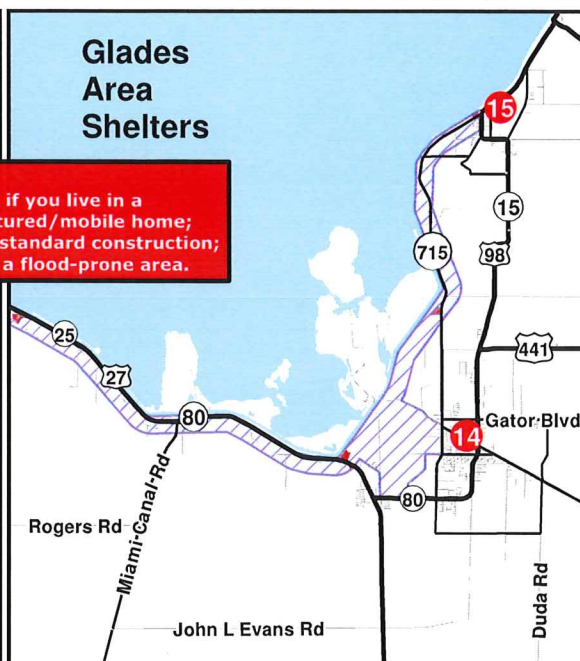 Glades
Area
Shelters
if you live in a
tured/mobile home;
standard construction;
a flood-prone area.
15
15
715
98
25
441
27
80
Gator Blvd
14
80
Rogers Rd
Miami Canal Rd
Duda Rd
John L Evans Rd